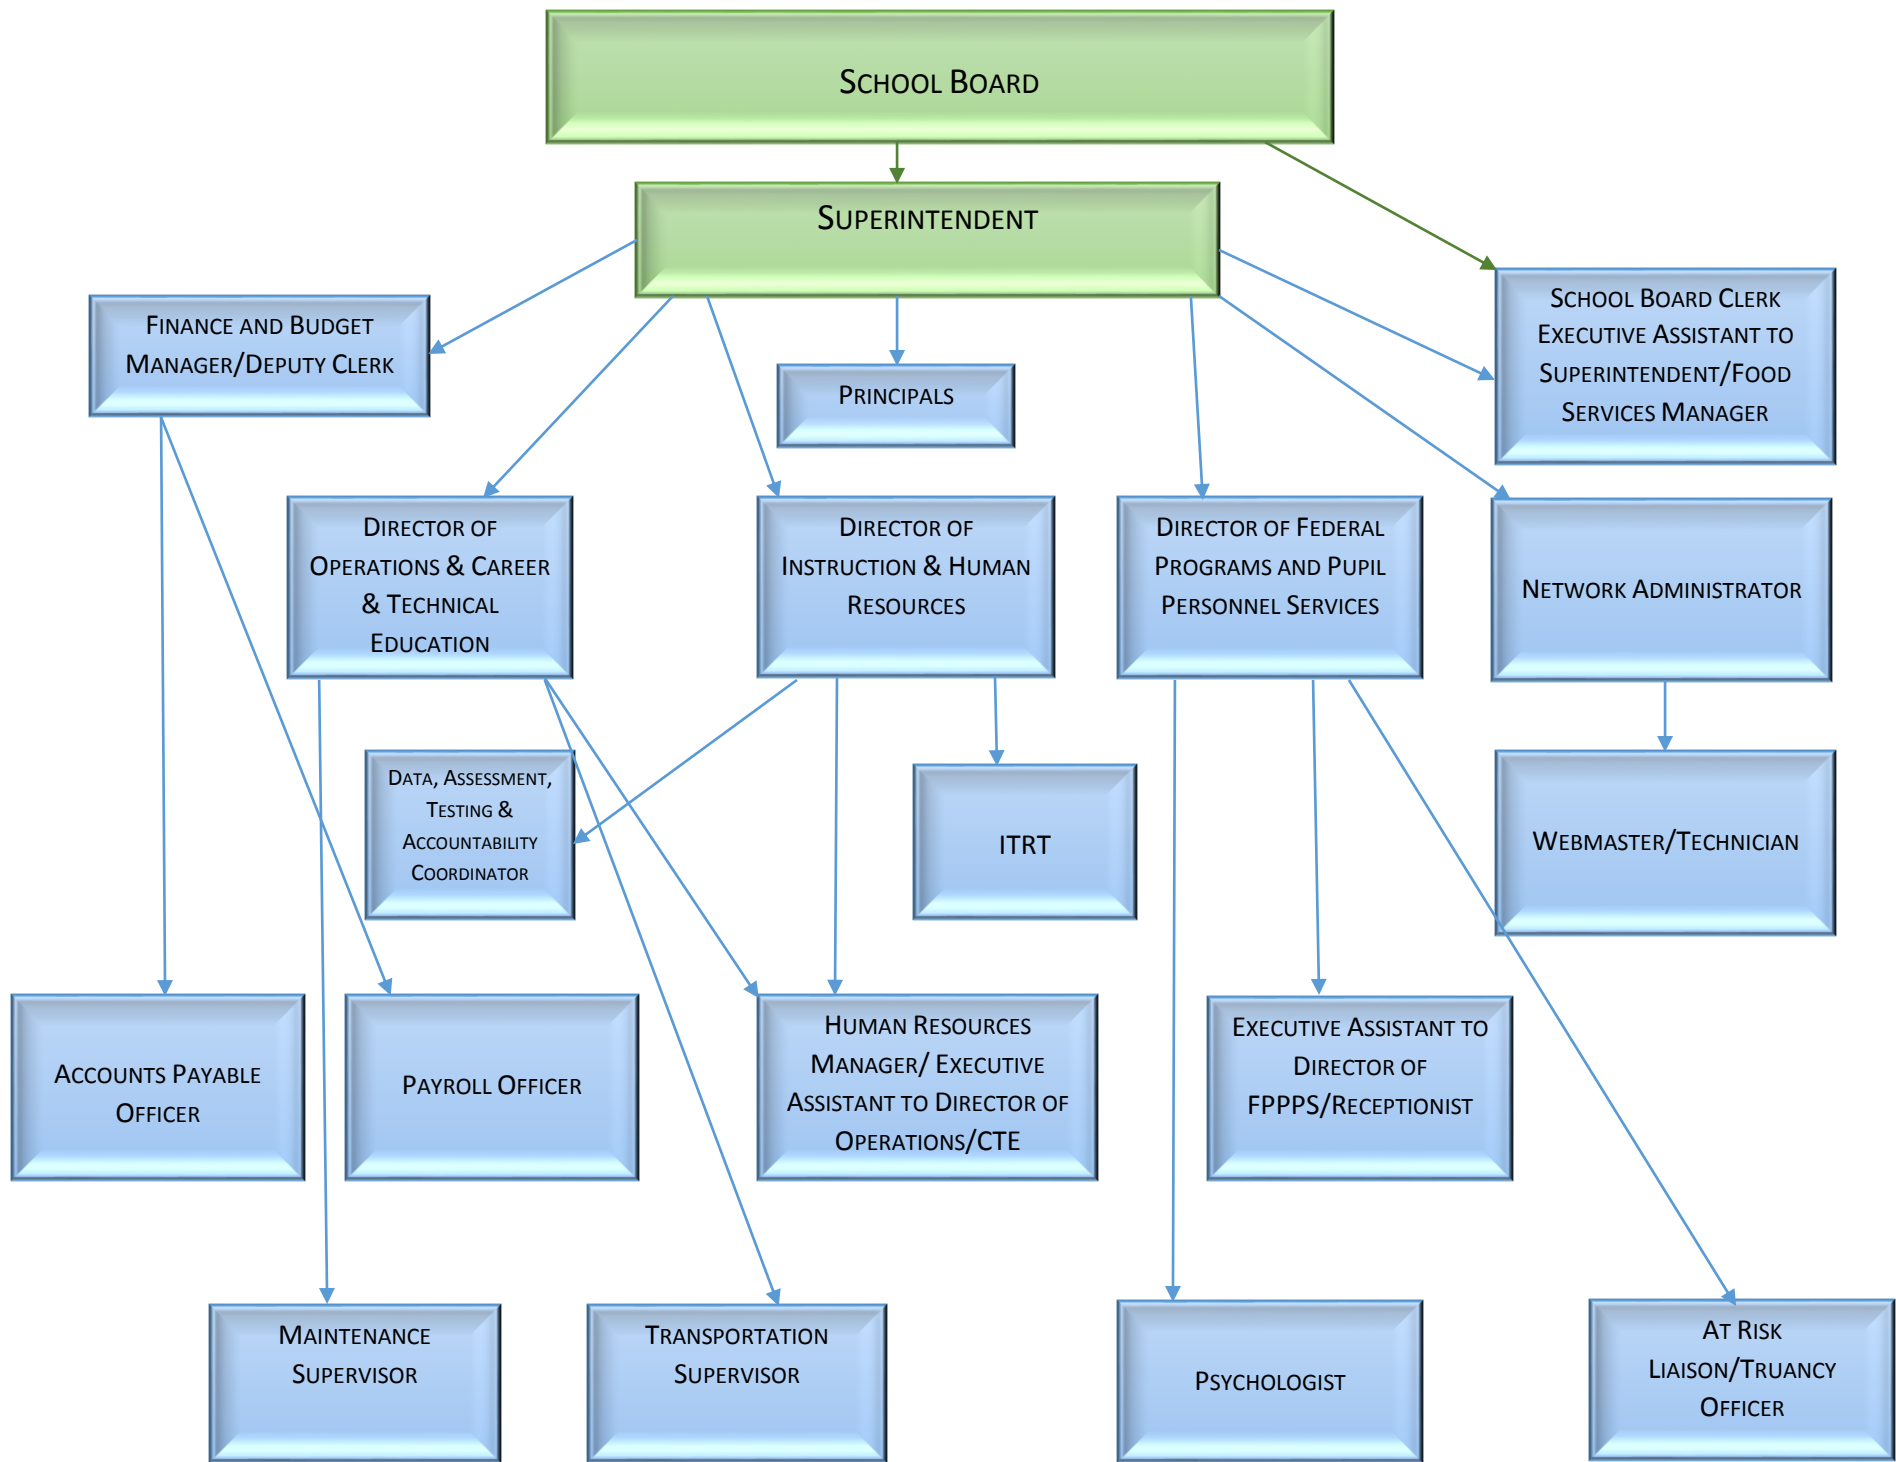 School Board
Superintendent
Finance and Budget
Manager/Deputy Clerk
Principals
School Board Clerk
Executive Assistant to
Superintendent/Food
Services Manager
Director of
Operations & Career
& Technical
Education
Director of
Instruction & Human
Resources
Director of Federal
Programs and Pupil
Personnel Services
Network Administrator
Data, Assessment,
Testing &
Accountability
Coordinator
ITRT
Webmaster/Technician
Accounts Payable
Officer
Payroll Officer
Human Resources
Manager/ Executive
Assistant to Director of
Operations/CTE
Executive Assistant to
Director of
FPPPS/Receptionist
Maintenance
Supervisor
Transportation
Supervisor
Psychologist
At Risk
Liaison/Truancy
Officer